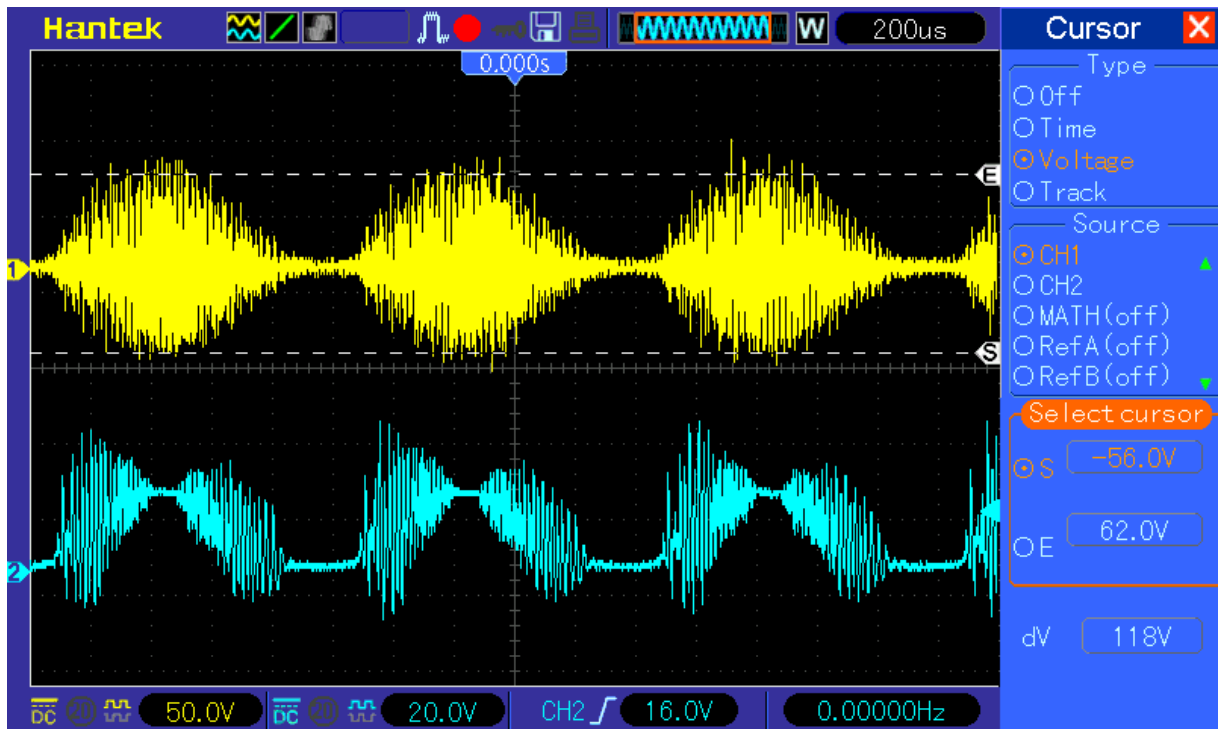 Hantek W 200us Cursor X
0.000s
Type
Off
Time
Voltage
Track
E
Source
CH1
CH2
MATH(off)
RefA(off)
RefB(off)
1
S
Select cursor
S -56.0V
E 62.0V
2
dV 118V
DC 20 50.0V DC 20 20.0V CH2 16.0V 0.00000Hz